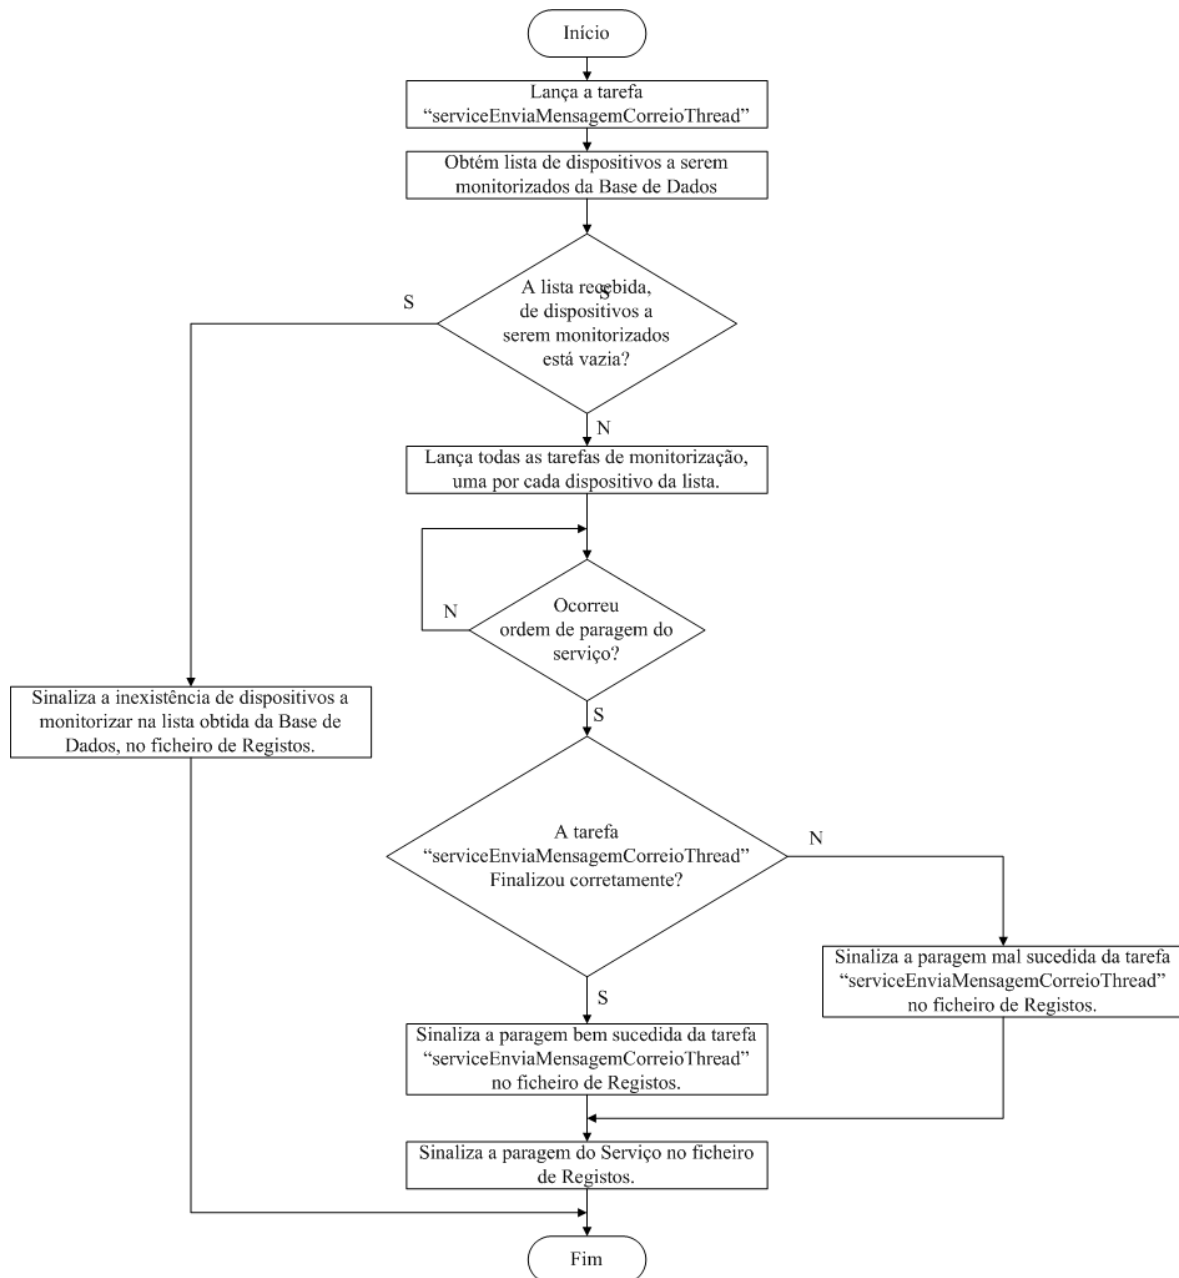 Início
Lança a tarefa
“serviceEnviaMensagemCorreioThread”
Obtém lista de dispositivos a serem
monitorizados da Base de Dados
A lista recebida,
S
de dispositivos a
serem monitorizados
está vazia?
S
N
Lança todas as tarefas de monitorização,
uma por cada dispositivo da lista.
Ocorreu
ordem de paragem do
serviço?
N
S
Sinaliza a inexistência de dispositivos a
monitorizar na lista obtida da Base de
Dados, no ficheiro de Registos.
A tarefa
“serviceEnviaMensagemCorreioThread”
Finalizou corretamente?
N
S
Sinaliza a paragem mal sucedida da tarefa
“serviceEnviaMensagemCorreioThread”
no ficheiro de Registos.
Sinaliza a paragem bem sucedida da tarefa
“serviceEnviaMensagemCorreioThread”
no ficheiro de Registos.
Sinaliza a paragem do Serviço no ficheiro
de Registos.
Fim